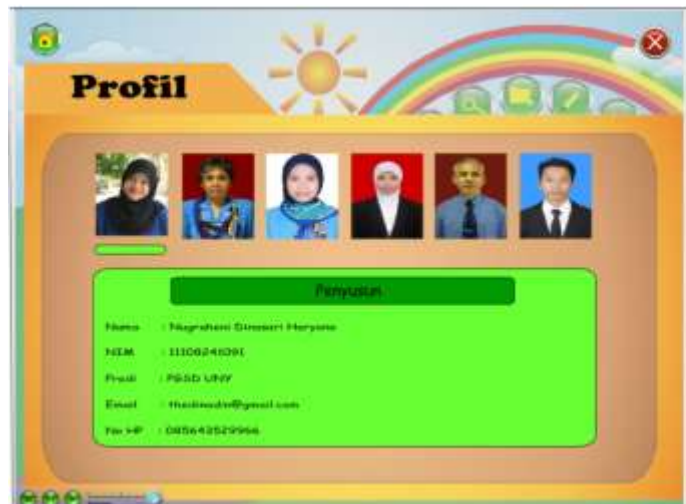 Profil
Penyusun
Nama : Nugraheni Dinasari Haryono
NIM : 11108241091
Prodi : PGSD UNY
Email :
No HP : 085643529966